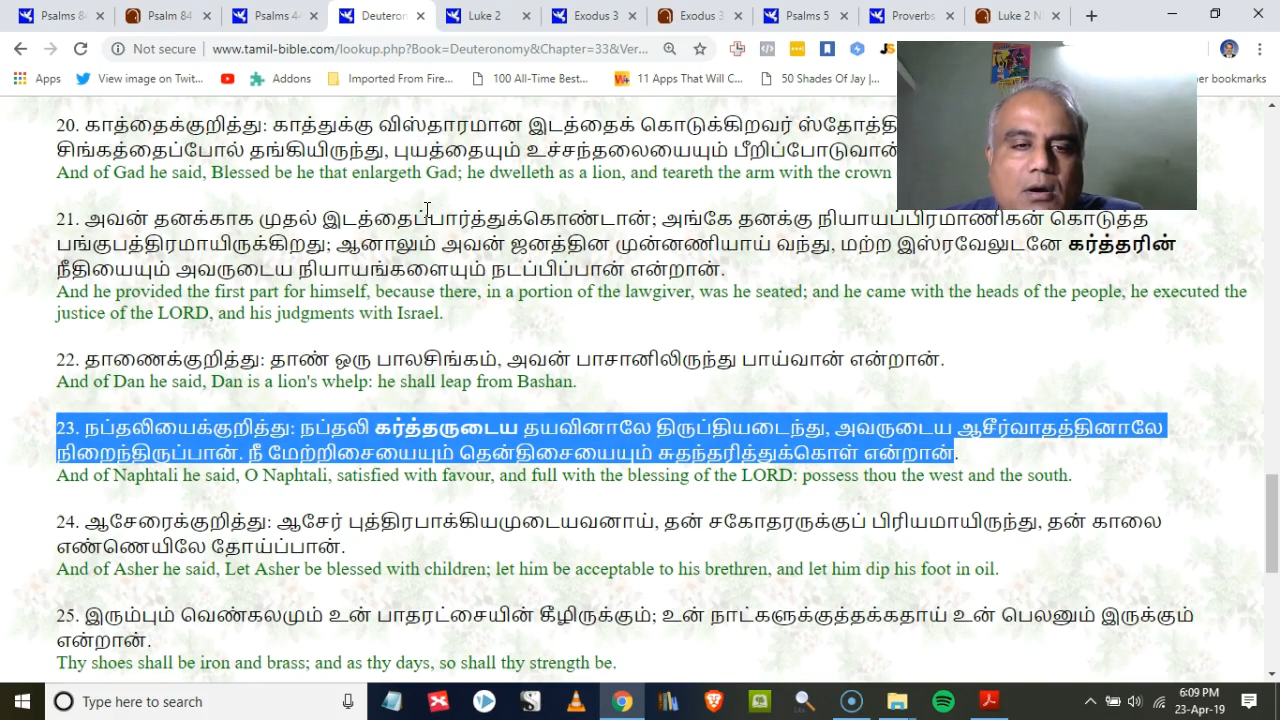 Psalms 8
Psalm 84
Psalms 4
Deuteron
Luke 2
Exodus 3
Exodus 3
Psalms 5
Proverbs
Luke 2 N
Not secure
www.tamil-bible.com/lookup.php?Book=Deuteronomy&Chapter=33&Ver...
JS
Apps
View image on Twit...
Addons
Imported From Fire...
100 All-Time Best...
11 Apps That Will C...
50 Shades Of Jay |...
her bookmarks
20. காத்தைக்குறித்து: காத்துக்கு விஸ்தாரமான இடத்தைக் கொடுக்கிறவர் ஸ்தோத்தி
சிங்கத்தைப்போல் தங்கியிருந்து, புயத்தையும் உச்சந்தலையையும் பீறிப்போடுவான்
And of Gad he said, Blessed be he that enlargeth Gad; he dwelleth as a lion, and teareth the arm with the crown
21. அவன் தனக்காக முதல் இடத்தைப்பார்த்துக்கொண்டான்; அங்கே தனக்கு நியாயப்பிரமாணிகன் கொடுத்த
பங்குபத்திரமாயிருக்கிறது; ஆனாலும் அவன் ஜனத்தின முன்னணியாய் வந்து, மற்ற இஸ்ரவேலுடனே கர்த்தரின்
நீதியையும் அவருடைய நியாயங்களையும் நடப்பிப்பான் என்றான்.
And he provided the first part for himself, because there, in a portion of the lawgiver, was he seated; and he came with the heads of the people, he executed the
justice of the LORD, and his judgments with Israel.
22. தாணைக்குறித்து: தாண் ஒரு பாலசிங்கம், அவன் பாசானிலிருந்து பாய்வான் என்றான்.
And of Dan he said, Dan is a lion's whelp: he shall leap from Bashan.
23. நப்தலியைக்குறித்து: நப்தலி கர்த்தருடைய தயவினாலே திருப்தியடைந்து, அவருடைய ஆசீர்வாதத்தினாலே
நிறைந்திருப்பான். நீ மேற்றிசையையும் தென்திசையையும் சுதந்தரித்துக்கொள் என்றான்.
And of Naphtali he said, O Naphtali, satisfied with favour, and full with the blessing of the LORD: possess thou the west and the south.
24. ஆசேரைக்குறித்து: ஆசேர் புத்திரபாக்கியமுடையவனாய், தன் சகோதரருக்குப் பிரியமாயிருந்து, தன் காலை
எண்ணெயிலே தோய்ப்பான்.
And of Asher he said, Let Asher be blessed with children; let him be acceptable to his brethren, and let him dip his foot in oil.
25. இரும்பும் வெண்கலமும் உன் பாதரட்சையின் கீழிருக்கும்; உன் நாட்களுக்குத்தக்கதாய் உன் பெலனும் இருக்கும்
என்றான்.
Thy shoes shall be iron and brass; and as thy days, so shall thy strength be.
Type here to search
6:09 PM
23-Apr-19